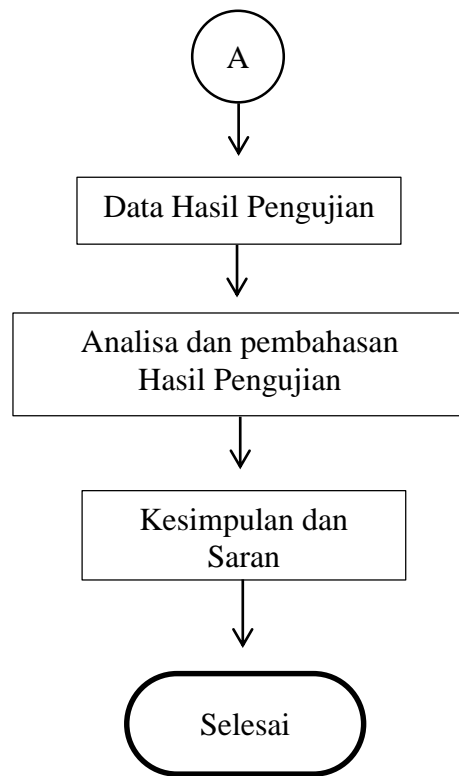 A
Data Hasil Pengujian
Analisa dan pembahasan
Hasil Pengujian
Kesimpulan dan
Saran
Selesai